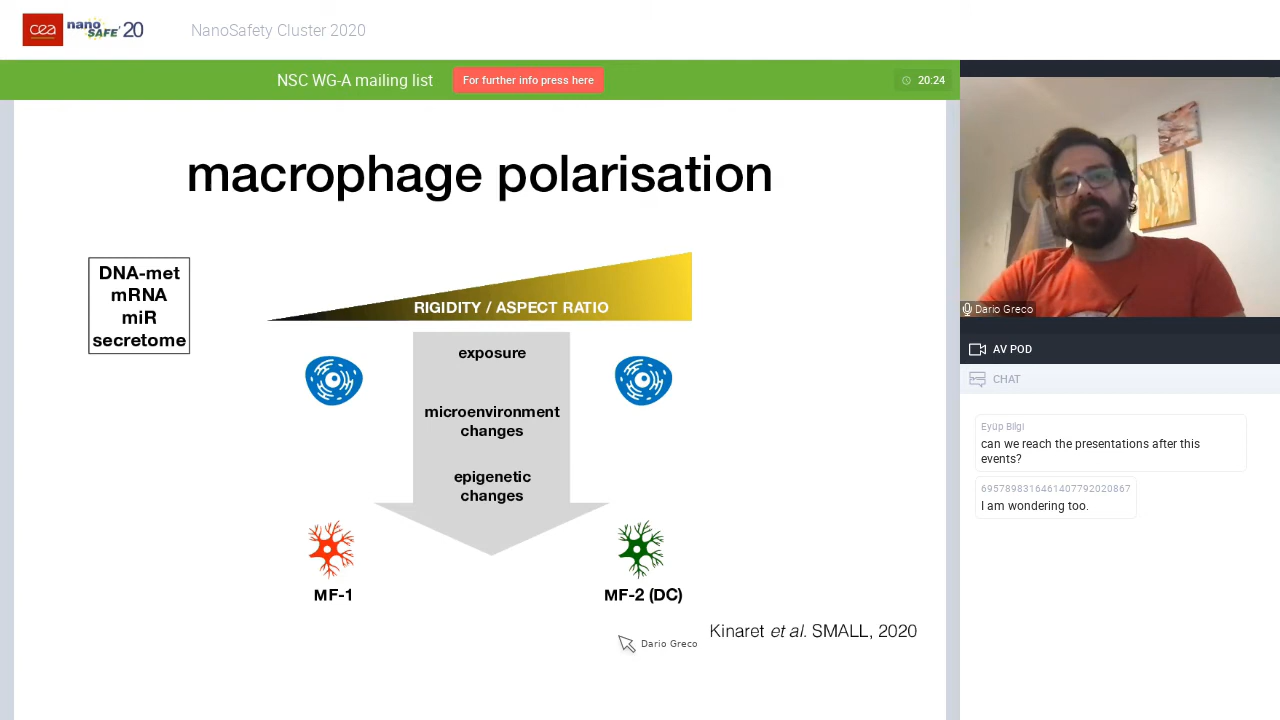 cea nano SAFE' 20
NanoSafety Cluster 2020
NSC WG-A mailing list
For further info press here
20:24
macrophage polarisation
DNA-met
mRNA
miR
secretome
RIGIDITY / ASPECT RATIO
exposure
microenvironment
changes
epigenetic
changes
MF-1
MF-2 (DC)
Kinaret et al. SMALL, 2020
Dario Greco
Dario Greco
AV POD
CHAT
Eyüp Bilgi
can we reach the presentations after this
events?
6957898316461407792020867
I am wondering too.